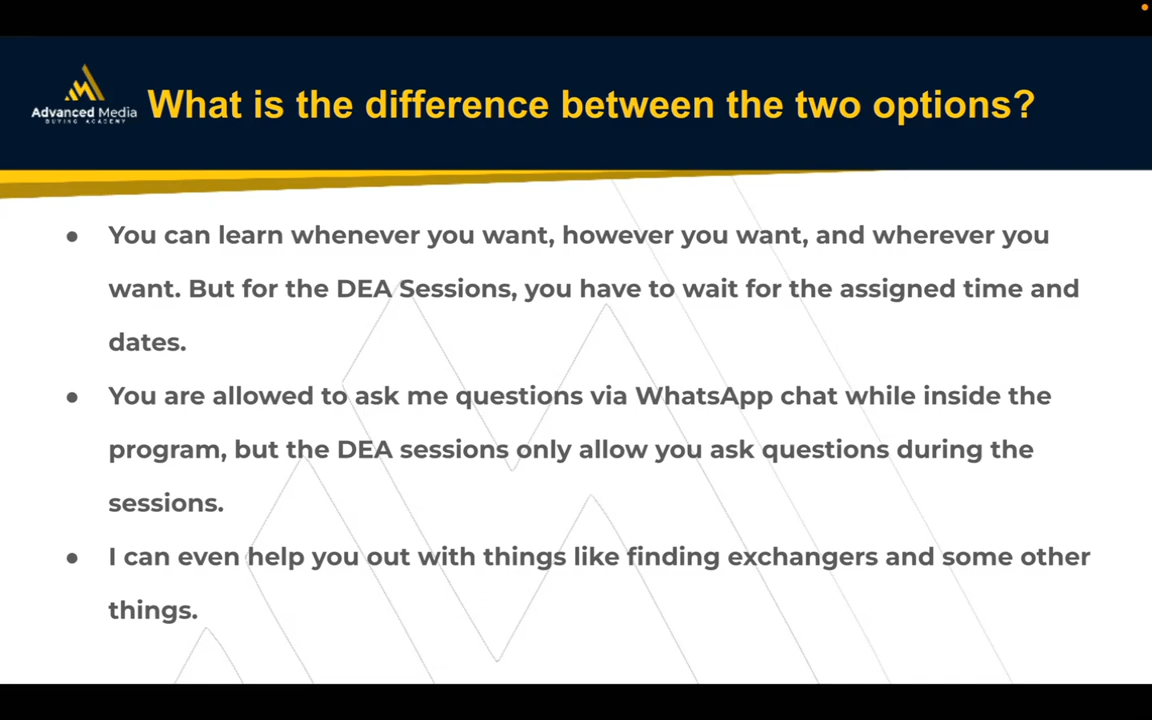 Advanced Media
BUYING ACADEMY
What is the difference between the two options?
● You can learn whenever you want, however you want, and wherever you
want. But for the DEA Sessions, you have to wait for the assigned time and
dates.
● You are allowed to ask me questions via WhatsApp chat while inside the
program, but the DEA sessions only allow you ask questions during the
sessions.
● I can even help you out with things like finding exchangers and some other
things.